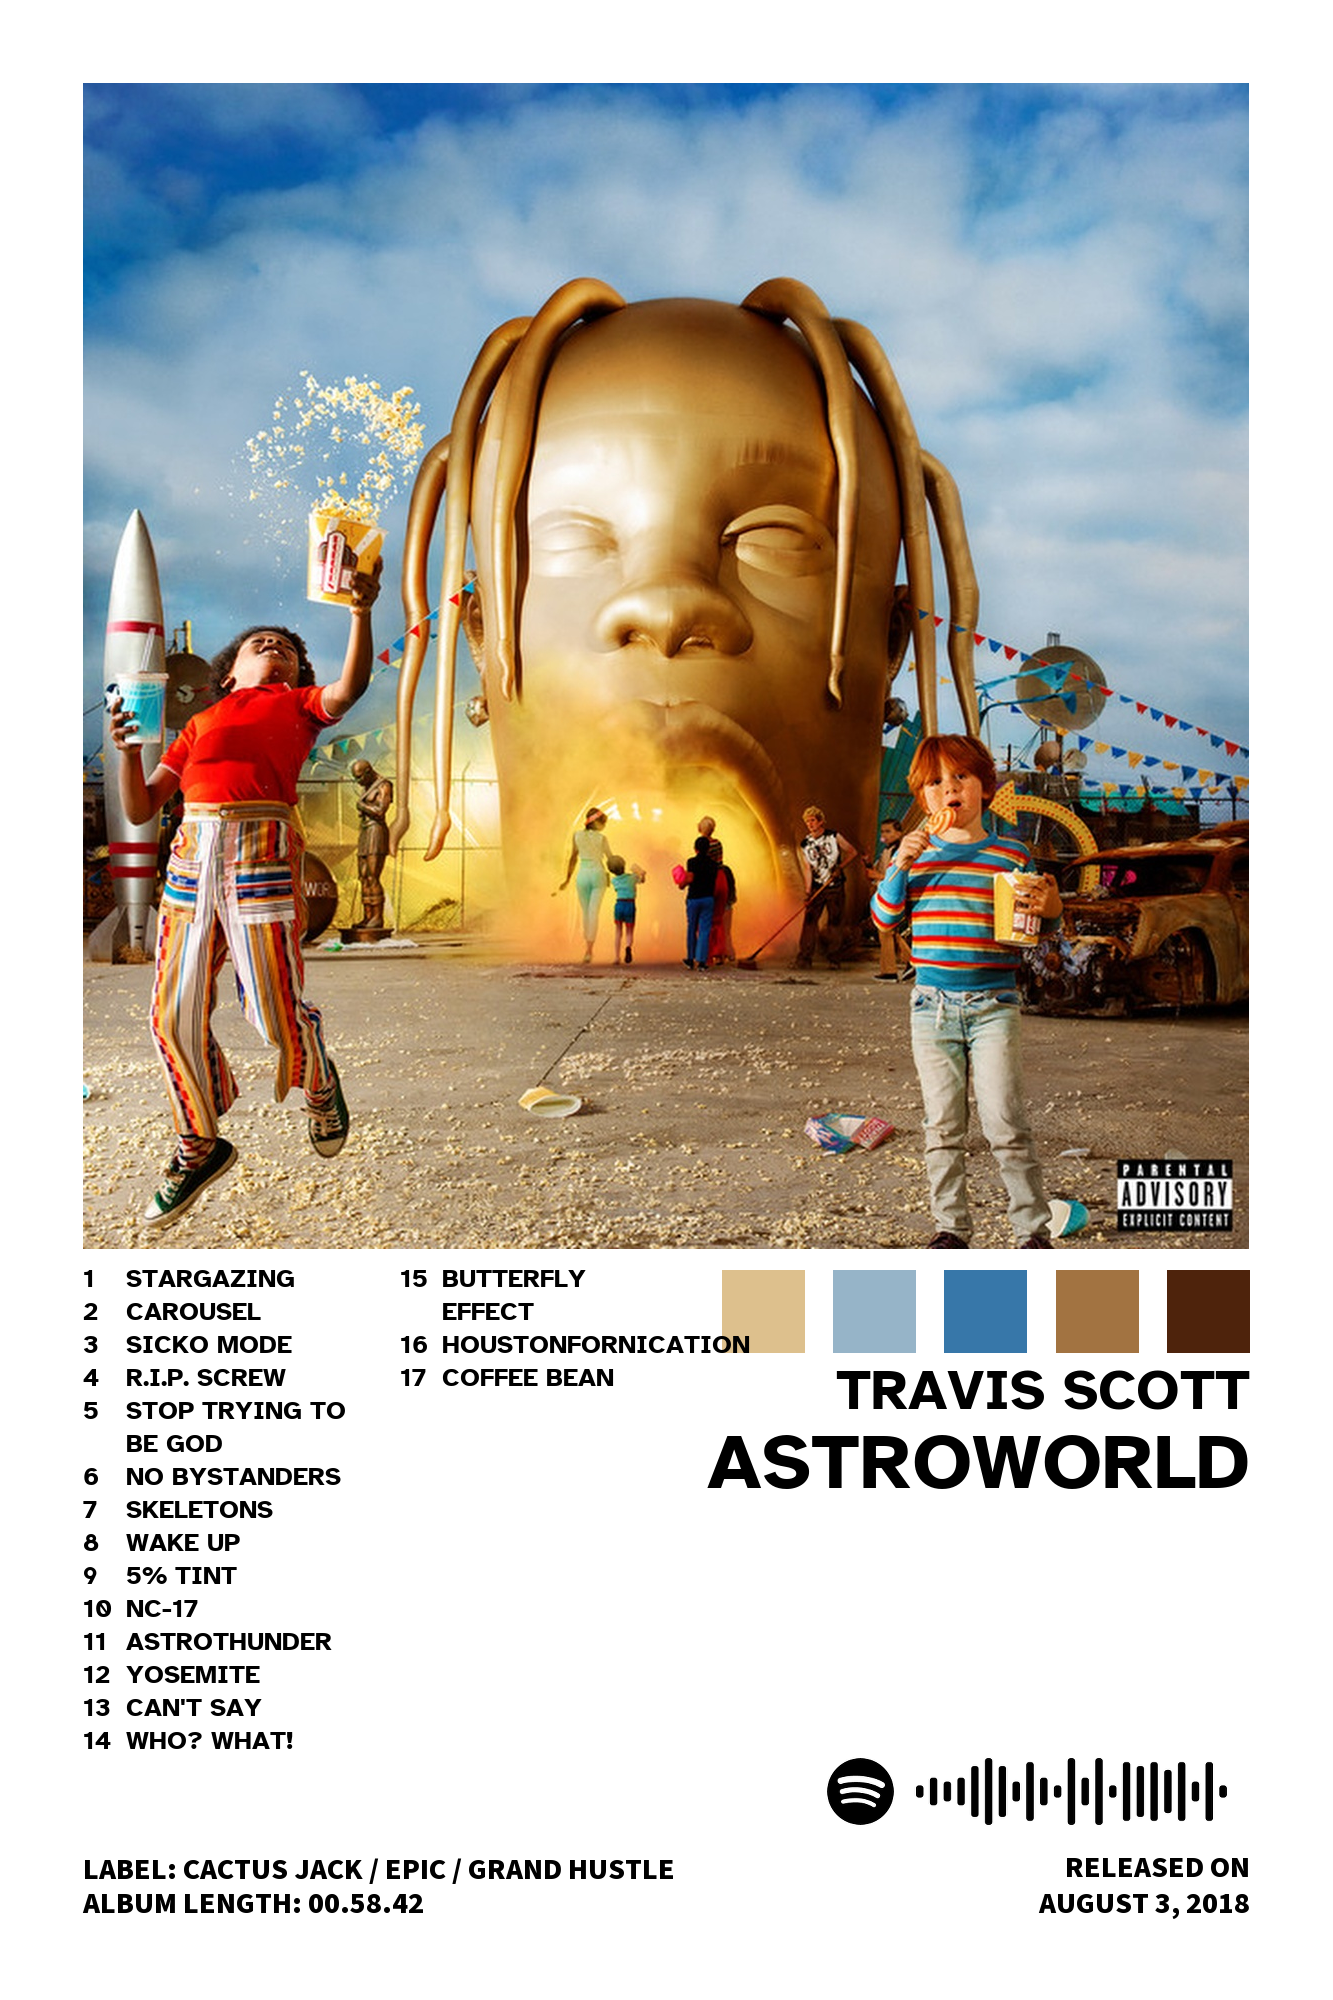 PARENTAL
ADVISORY
EXPLICIT CONTENT
1 STARGAZING
2 CAROUSEL
3 SICKO MODE
4 R.I.P. SCREW
5 STOP TRYING TO
BE GOD
6 NO BYSTANDERS
7 SKELETONS
8 WAKE UP
9 5% TINT
10 NC-17
11 ASTROTHUNDER
12 YOSEMITE
13 CAN'T SAY
14 WHO? WHAT!
15 BUTTERFLY
EFFECT
16 HOUSTONFORNICATION
17 COFFEE BEAN
TRAVIS SCOTT
ASTROWORLD
LABEL: CACTUS JACK / EPIC / GRAND HUSTLE
ALBUM LENGTH: 00.58.42
RELEASED ON
AUGUST 3, 2018